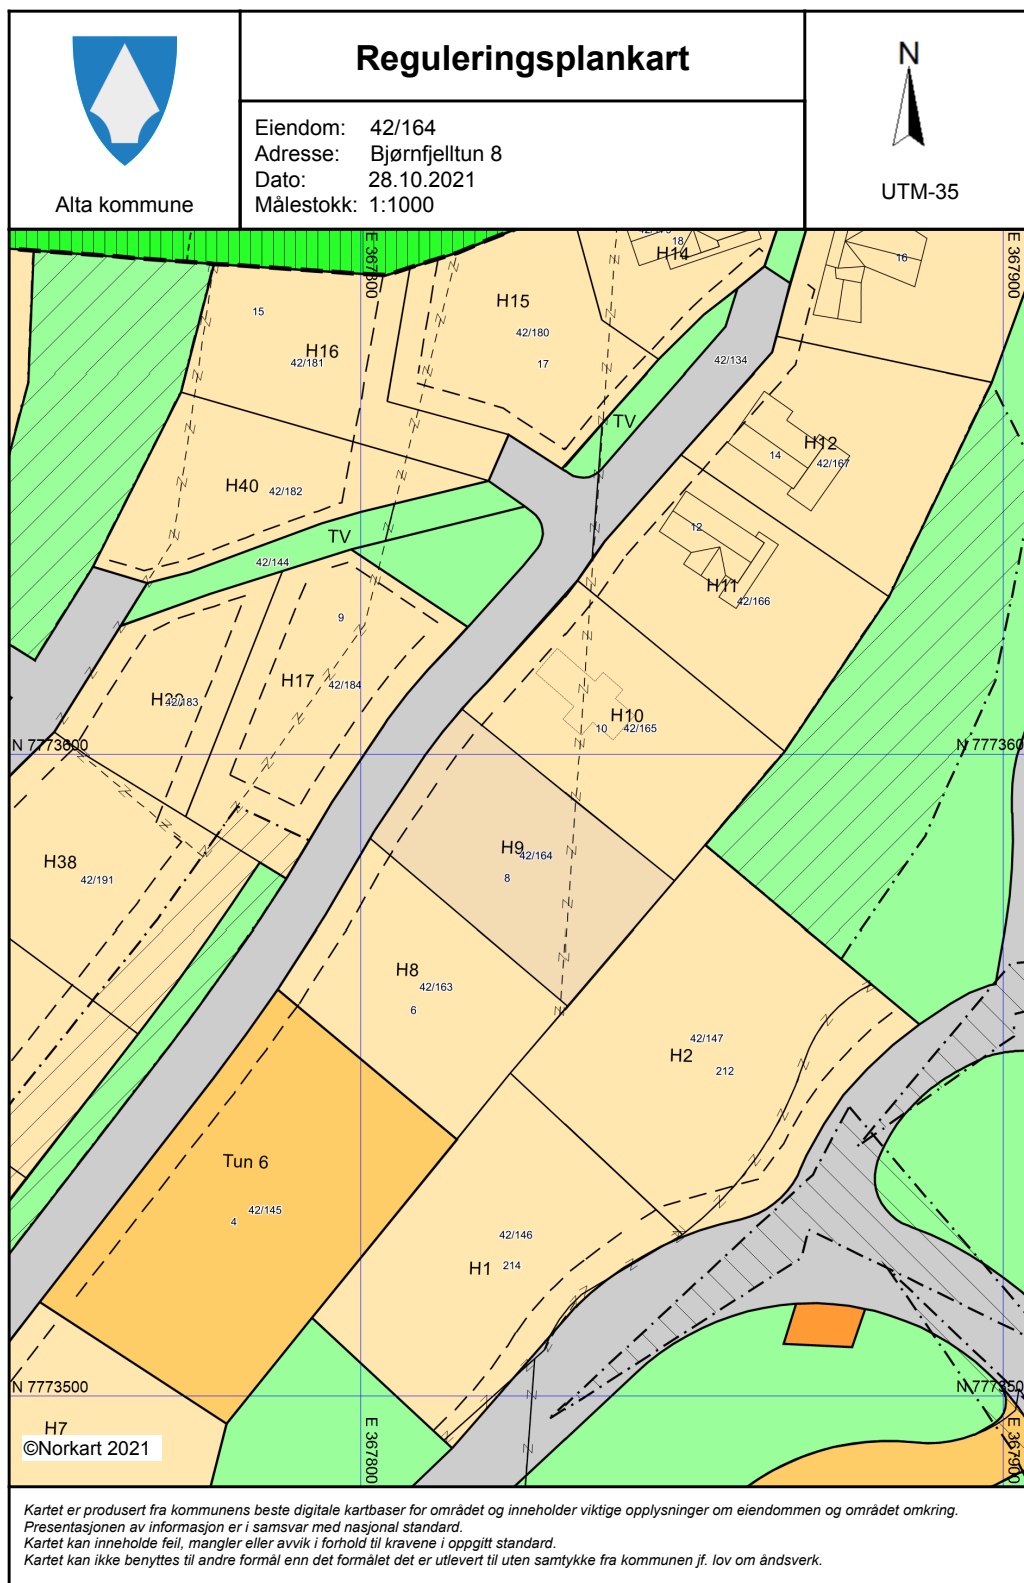 Reguleringsplankart
Eiendom: 42/164
Adresse: Bjørnfjelltun 8
Dato: 28.10.2021
Målestokk: 1:1000
Alta kommune
N
UTM-35
E 367800
E 367900
18
H14
16
15
H15
42/180
H16
42/181
17
42/134
TV
H12
14
42/167
H40
42/182
12
TV
42/144
H11
42/166
9
H17
42/184
42/183
H10
10
42/165
N 7773600
N 7773600
H38
42/191
H9
42/164
8
H8
42/163
6
42/147
H2
212
Tun 6
42/145
4
42/146
H1
214
N 7773500
N 7773500
H7
E 367800
E 367900
©Norkart 2021
Kartet er produsert fra kommunens beste digitale kartbaser for området og inneholder viktige opplysninger om eiendommen og området omkring.
Presentasjonen av informasjon er i samsvar med nasjonal standard.
Kartet kan inneholde feil, mangler eller avvik i forhold til kravene i oppgitt standard.
Kartet kan ikke benyttes til andre formål enn det formålet det er utlevert til uten samtykke fra kommunen jf. lov om åndsverk.